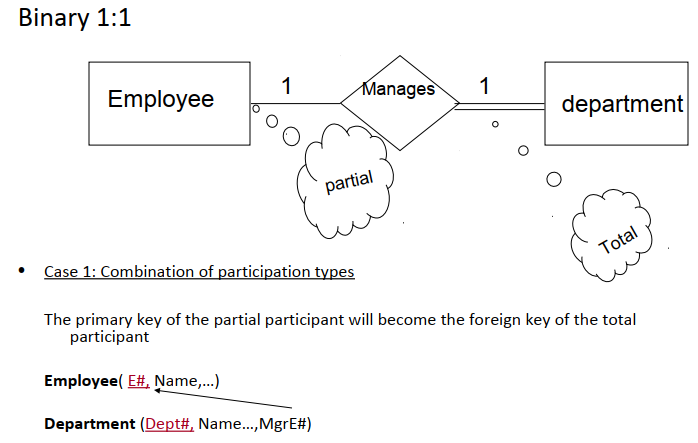 Binary 1:1
Employee
1
Manages
1
department
partial
Total
• Case 1: Combination of participation types
The primary key of the partial participant will become the foreign key of the total
participant
Employee( E#, Name,…)
Department (Dept#, Name…,MgrE#)